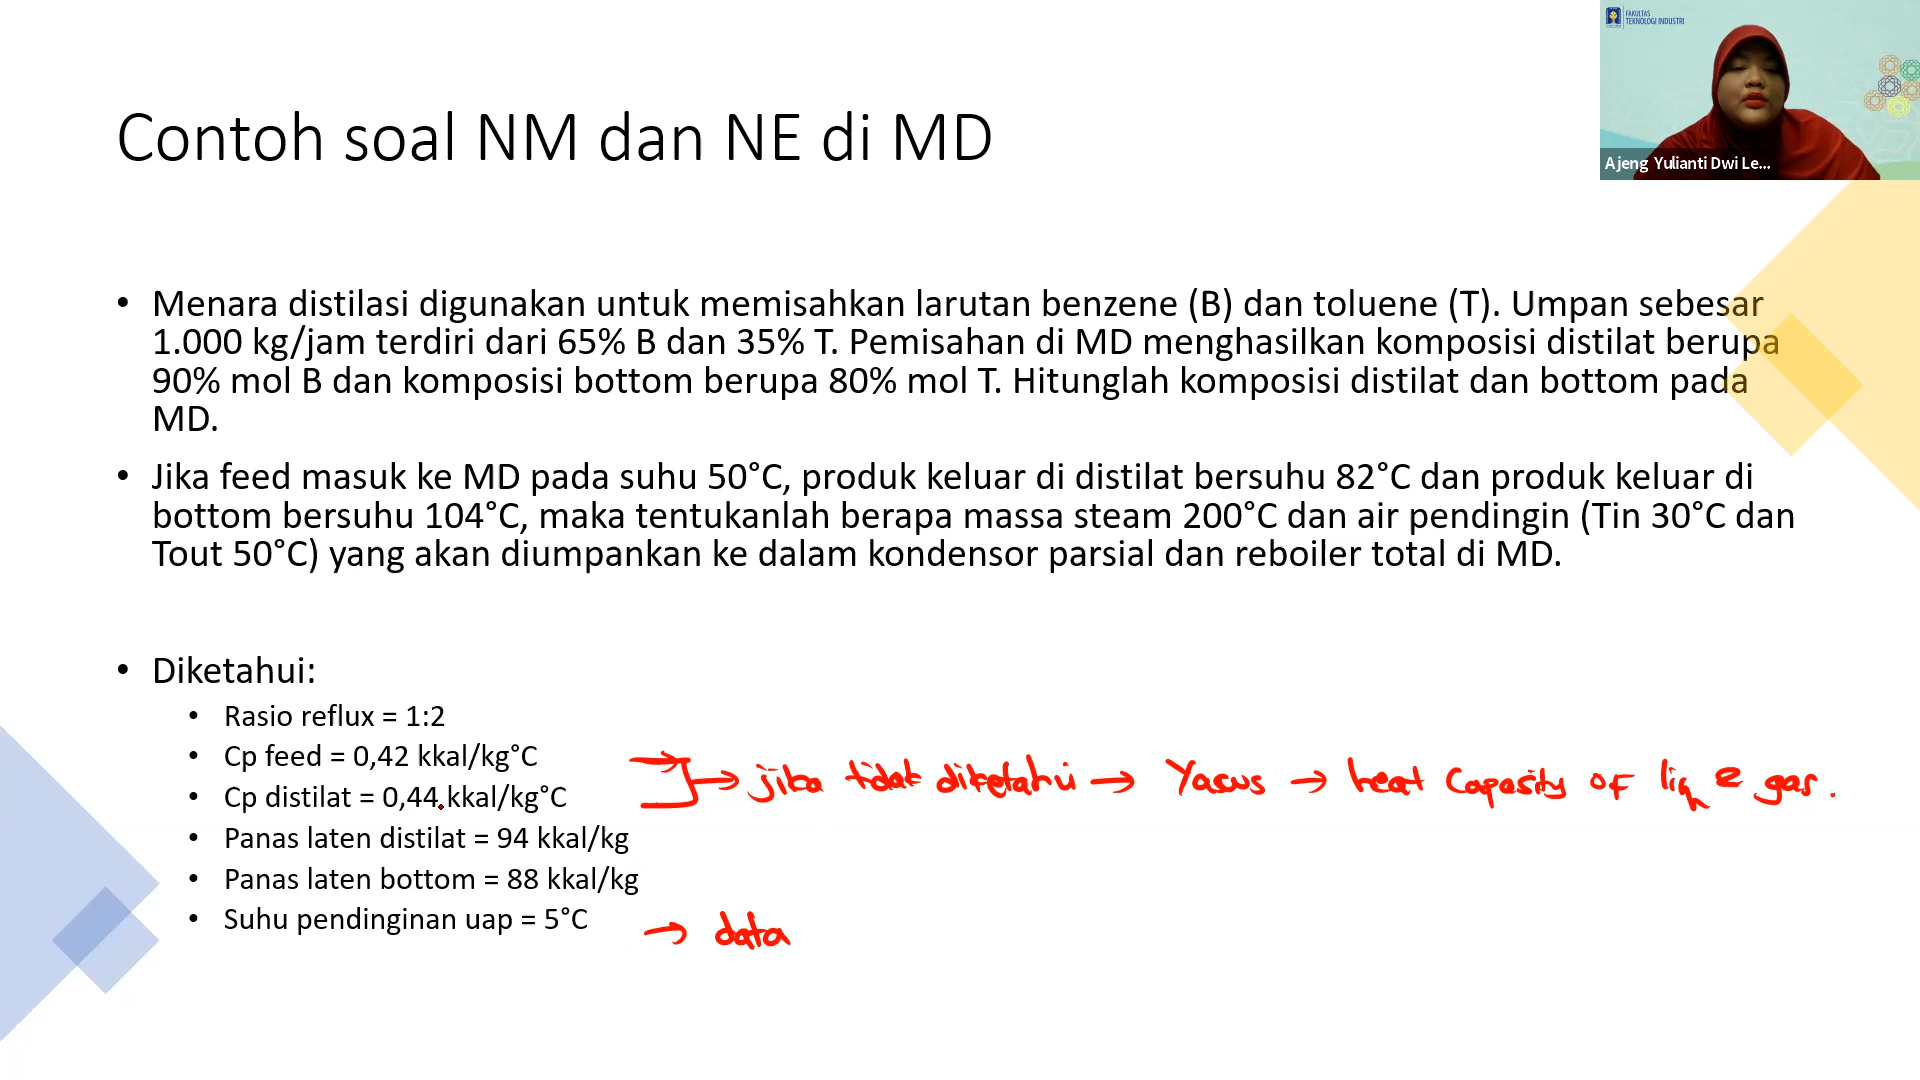 FAKULTAS
TEKNOLOGI INDUSTRI
Ajeng Yulianti Dwi Le...
Contoh soal NM dan NE di MD
• Menara distilasi digunakan untuk memisahkan larutan benzene (B) dan toluene (T). Umpan sebesar
1.000 kg/jam terdiri dari 65% B dan 35% T. Pemisahan di MD menghasilkan komposisi distilat berupa
90% mol B dan komposisi bottom berupa 80% mol T. Hitunglah komposisi distilat dan bottom pada
MD.
• Jika feed masuk ke MD pada suhu 50°C, produk keluar di distilat bersuhu 82°C dan produk keluar di
bottom bersuhu 104°C, maka tentukanlah berapa massa steam 200°C dan air pendingin (Tin 30°C dan
Tout 50°C) yang akan diumpankan ke dalam kondensor parsial dan reboiler total di MD.
• Diketahui:
• Rasio reflux = 1:2
• Cp feed = 0,42 kkal/kg°C
• Cp distilat = 0,44 kkal/kg°C
→ jika tidak diketahui → Yaws → heat Capasity of liq & gas.
• Panas laten distilat = 94 kkal/kg
• Panas laten bottom = 88 kkal/kg
• Suhu pendinginan uap = 5°C
→ data